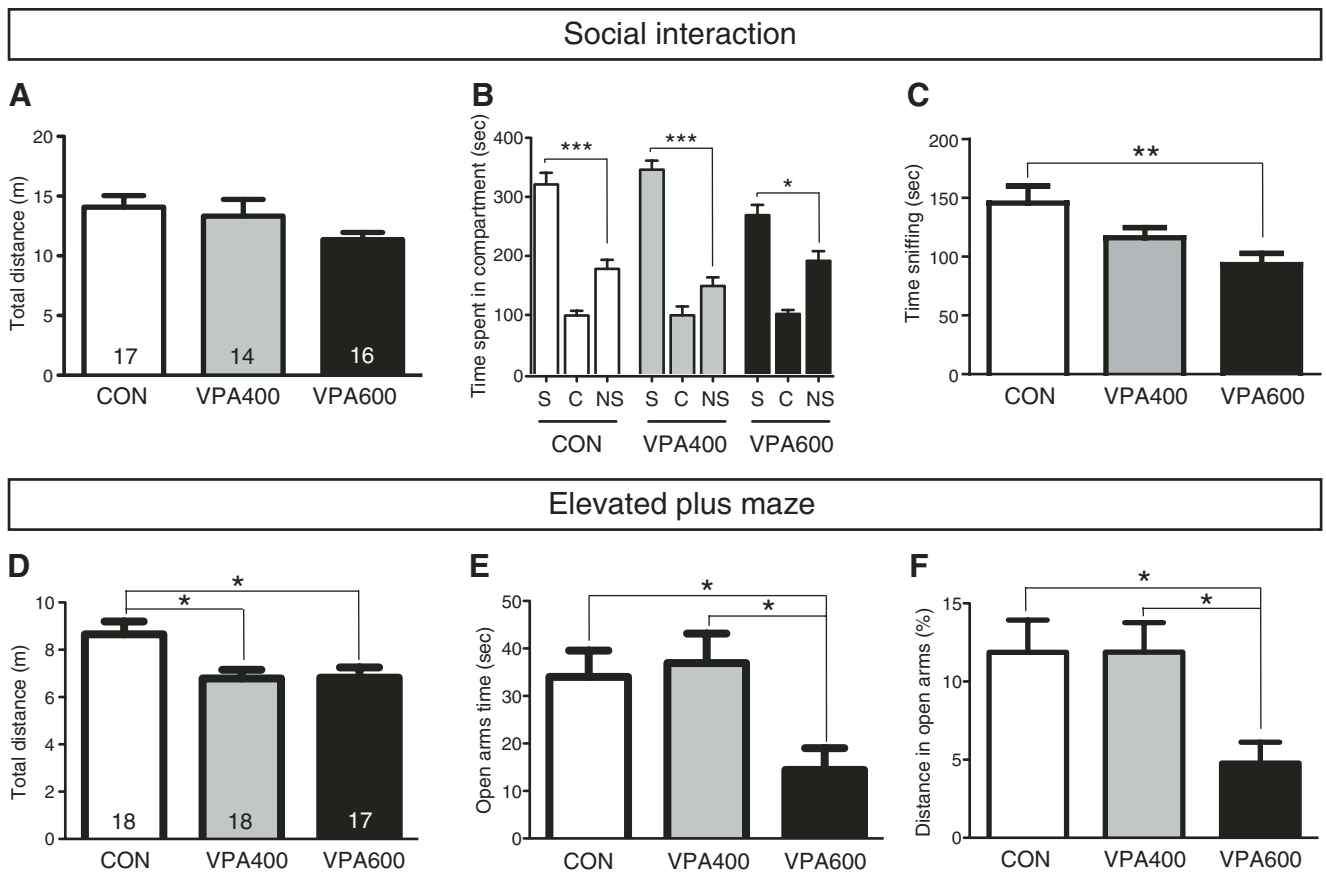 Social interaction
A
Total distance (m)
20
15
10
5
0
17
14
16
CON VPA400 VPA600
B
Time spent in compartment (sec)
400
300
200
100
0
***
***
*
S C NS S C NS S C NS
CON VPA400 VPA600
C
Time sniffing (sec)
200
150
100
50
0
**
CON VPA400 VPA600
Elevated plus maze
D
Total distance (m)
10
8
6
4
2
0
*
*
18
18
17
CON VPA400 VPA600
E
Open arms time (sec)
50
40
30
20
10
0
*
*
CON VPA400 VPA600
F
Distance in open arms (%)
15
10
5
0
*
*
CON VPA400 VPA600